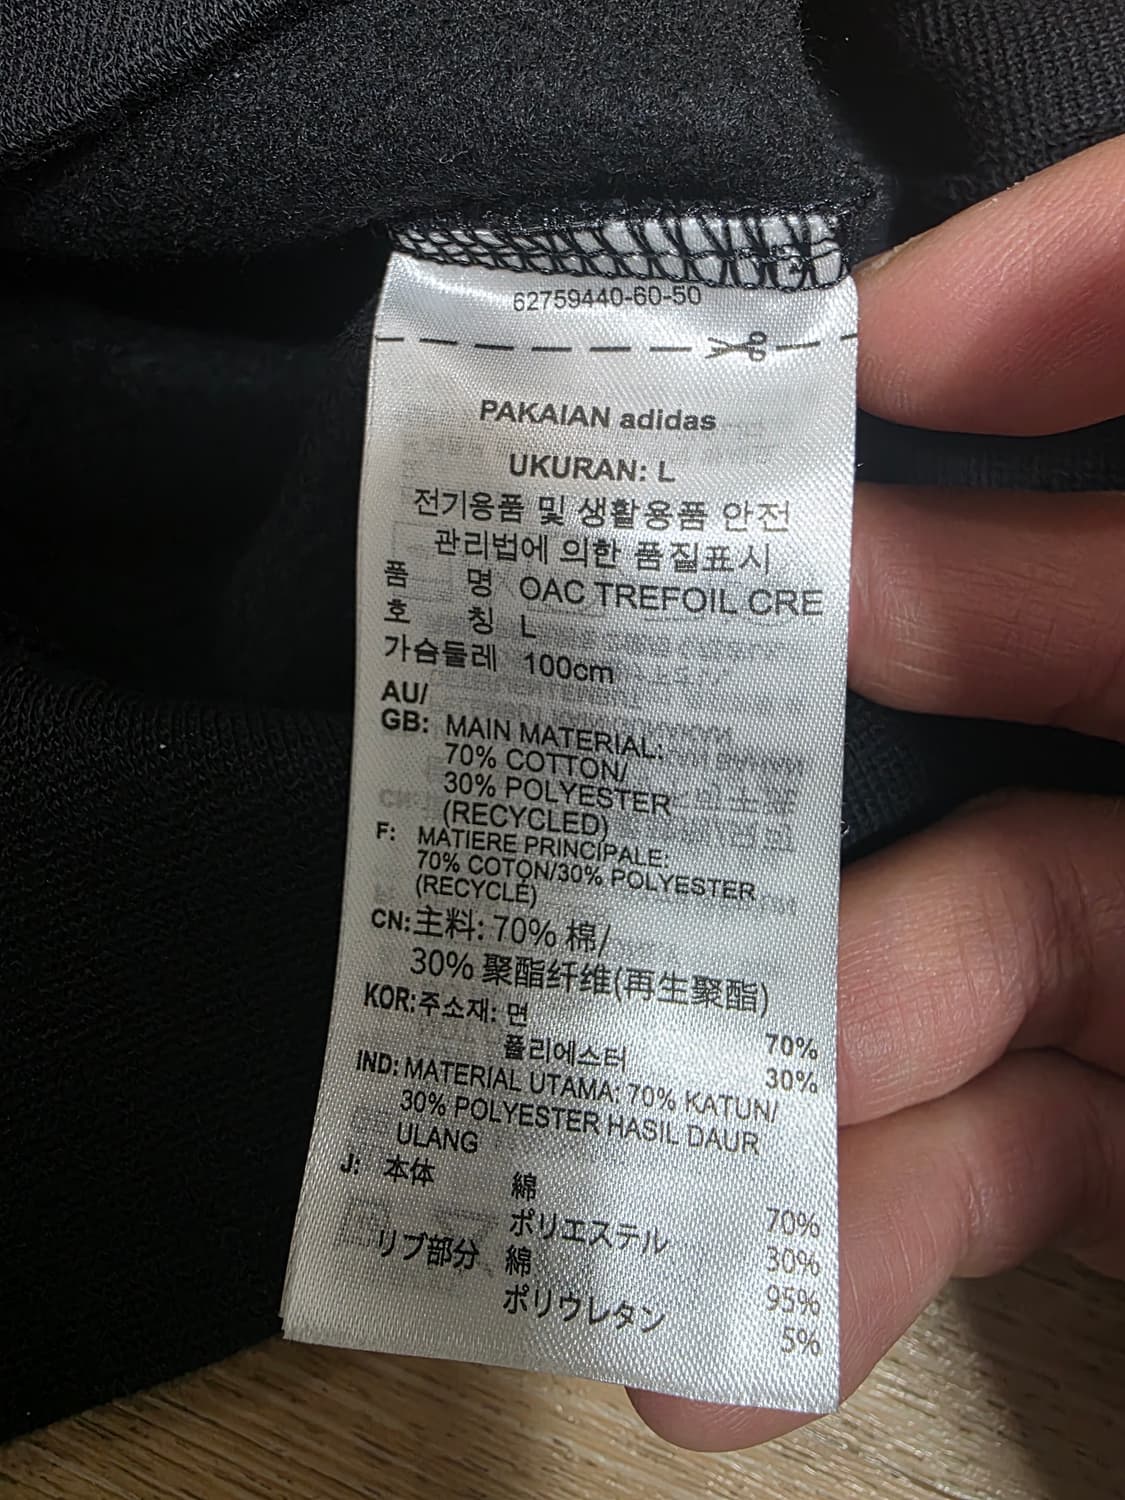 62759440-60-50
PAKAIAN adidas
UKURAN: L
전기용품 및 생활용품 안전
관리법에 의한 품질표시
품 명 OAC TREFOIL CRE
호 칭 L
가슴둘레 100cm
AU/
GB: MAIN MATERIAL:
70% COTTON/
30% POLYESTER
(RECYCLED)
F: MATIERE PRINCIPALE:
70% COTON/30% POLYESTER
(RECYCLÉ)
CN: 主料: 70% 棉/
30% 聚酯纤维(再生聚酯)
KOR: 주소재: 면 70%
폴리에스터 30%
IND: MATERIAL UTAMA: 70% KATUN/
30% POLYESTER HASIL DAUR
ULANG
J: 本体 綿 70%
ポリエステル 30%
リブ部分 綿 95%
ポリウレタン 5%